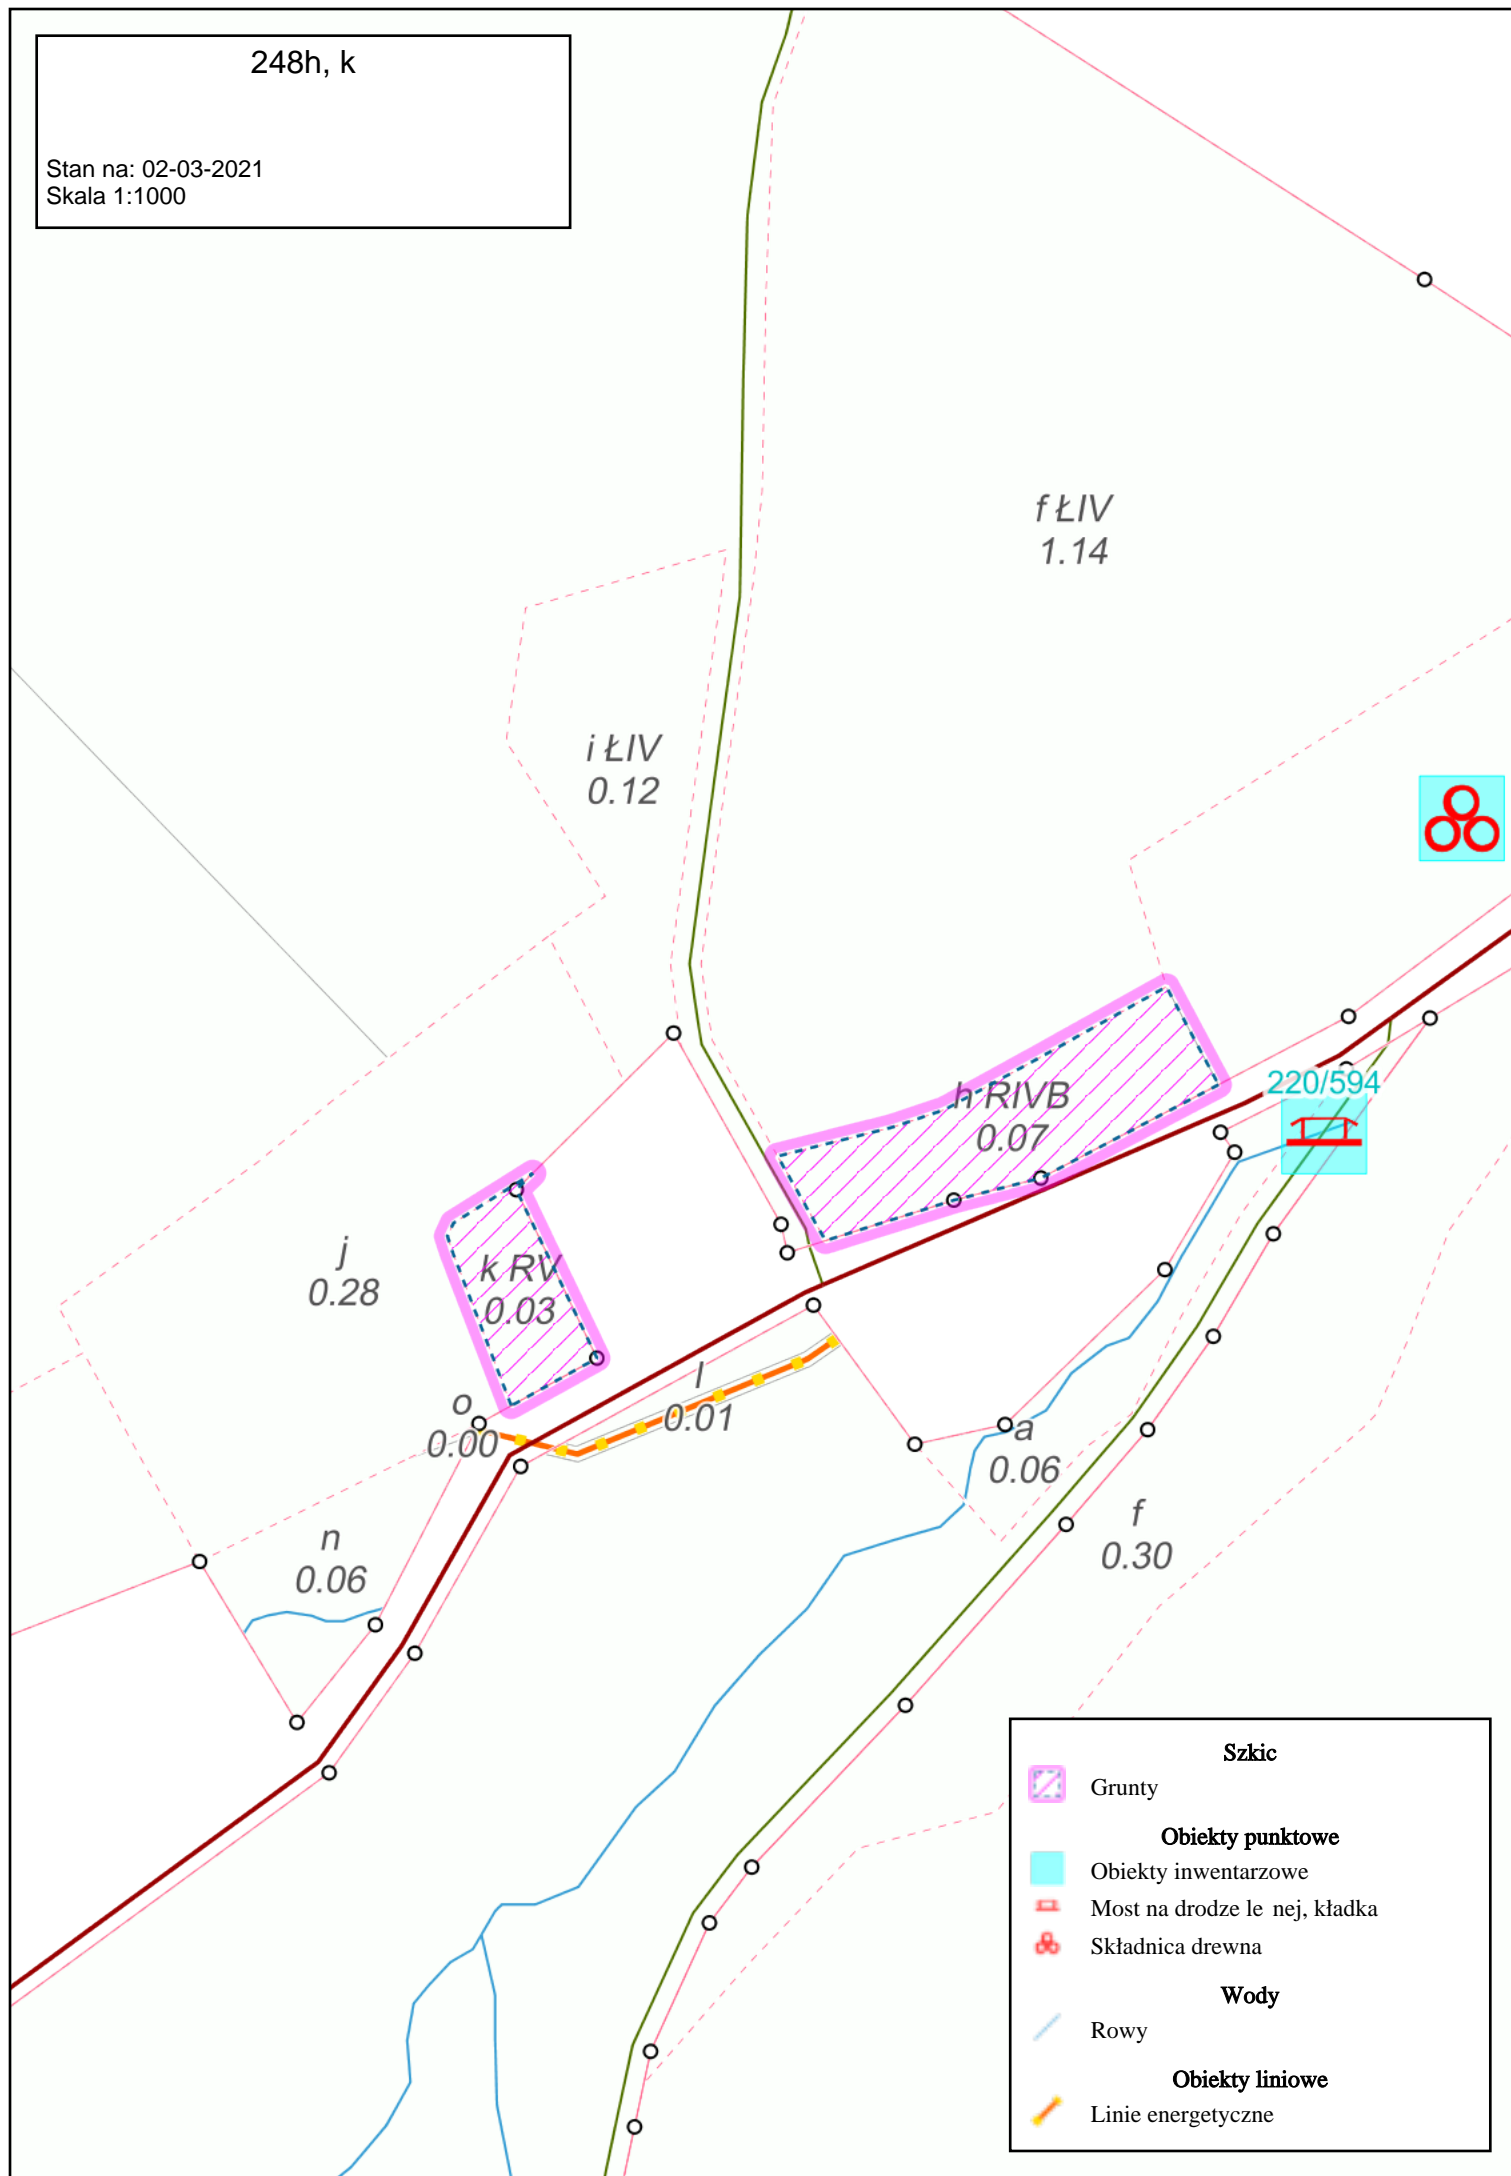 248h, k
Stan na: 02-03-2021
Skala 1:1000
f ŁIV
1.14
i ŁIV
0.12
h RIVB
0.07
220/594
j
0.28
k RV
0.03
l
0.01
o
0.00
a
0.06
n
0.06
f
0.30
Szkic
Grunty
Obiekty punktowe
Obiekty inwentarzowe
Most na drodze le nej, kładka
Składnica drewna
Wody
Rowy
Obiekty liniowe
Linie energetyczne